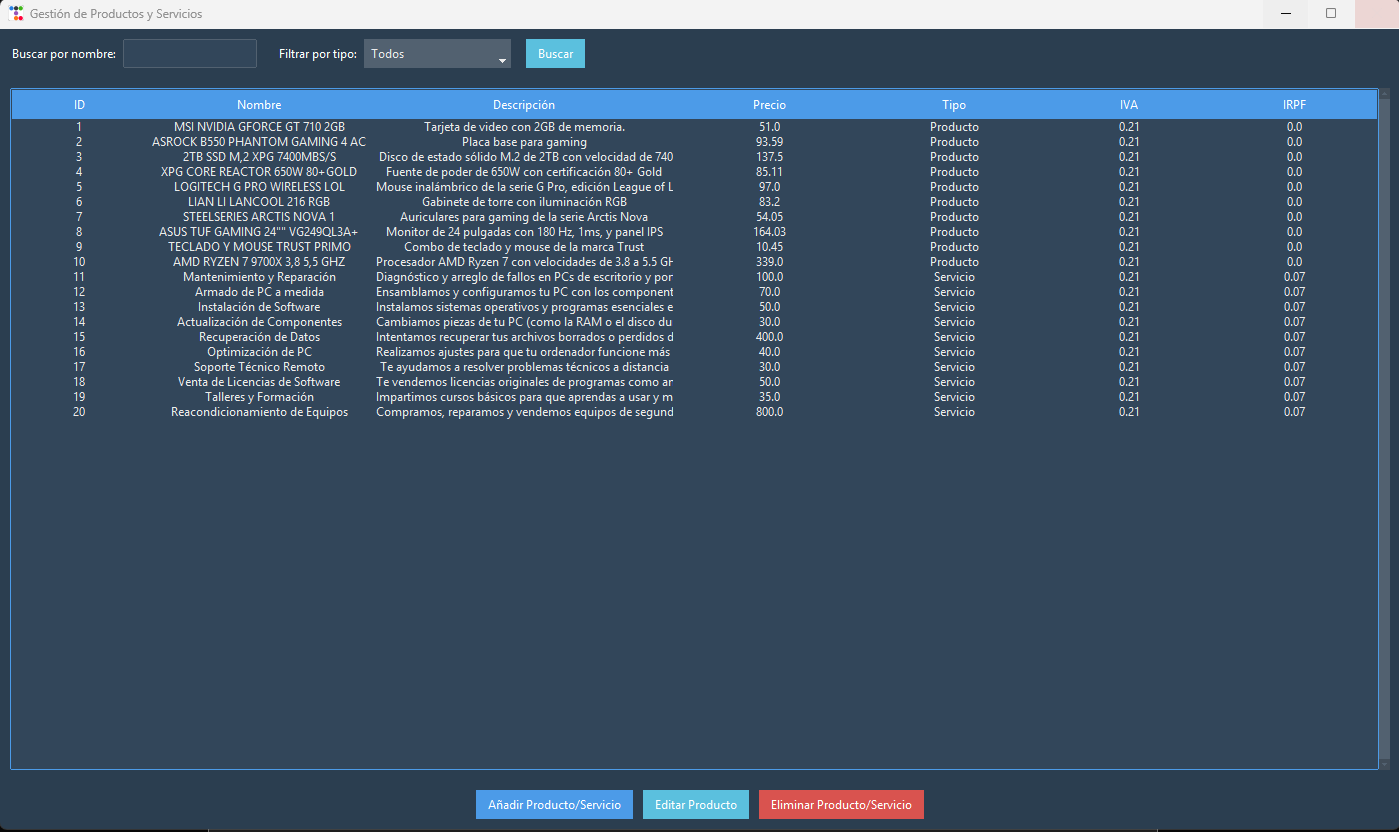 Gestión de Productos y Servicios
Buscar por nombre: Filtrar por tipo: Todos Buscar
ID Nombre Descripción Precio Tipo IVA IRPF
1 MSI NVIDIA GFORCE GT 710 2GB Tarjeta de video con 2GB de memoria. 51.0 Producto 0.21 0.0
2 ASROCK B550 PHANTOM GAMING 4 AC Placa base para gaming 93.59 Producto 0.21 0.0
3 2TB SSD M,2 XPG 7400MBS/S Disco de estado sólido M.2 de 2TB con velocidad de 740 137.5 Producto 0.21 0.0
4 XPG CORE REACTOR 650W 80+GOLD Fuente de poder de 650W con certificación 80+ Gold 85.11 Producto 0.21 0.0
5 LOGITECH G PRO WIRELESS LOL Mouse inalámbrico de la serie G Pro, edición League of L 97.0 Producto 0.21 0.0
6 LIAN LI LANCOOL 216 RGB Gabinete de torre con iluminación RGB 83.2 Producto 0.21 0.0
7 STEELSERIES ARCTIS NOVA 1 Auriculares para gaming de la serie Arctis Nova 54.05 Producto 0.21 0.0
8 ASUS TUF GAMING 24"" VG249QL3A+ Monitor de 24 pulgadas con 180 Hz, 1ms, y panel IPS 164.03 Producto 0.21 0.0
9 TECLADO Y MOUSE TRUST PRIMO Combo de teclado y mouse de la marca Trust 10.45 Producto 0.21 0.0
10 AMD RYZEN 7 9700X 3,8 5,5 GHZ Procesador AMD Ryzen 7 con velocidades de 3.8 a 5.5 GH 339.0 Producto 0.21 0.0
11 Mantenimiento y Reparación Diagnóstico y arreglo de fallos en PCs de escritorio y por 100.0 Servicio 0.21 0.07
12 Armado de PC a medida Ensamblamos y configuramos tu PC con los component 70.0 Servicio 0.21 0.07
13 Instalación de Software Instalamos sistemas operativos y programas esenciales e 50.0 Servicio 0.21 0.07
14 Actualización de Componentes Cambiamos piezas de tu PC (como la RAM o el disco du 30.0 Servicio 0.21 0.07
15 Recuperación de Datos Intentamos recuperar tus archivos borrados o perdidos d 400.0 Servicio 0.21 0.07
16 Optimización de PC Realizamos ajustes para que tu ordenador funcione más 40.0 Servicio 0.21 0.07
17 Soporte Técnico Remoto Te ayudamos a resolver problemas técnicos a distancia 30.0 Servicio 0.21 0.07
18 Venta de Licencias de Software Te vendemos licencias originales de programas como an 50.0 Servicio 0.21 0.07
19 Talleres y Formación Impartimos cursos básicos para que aprendas a usar y m 35.0 Servicio 0.21 0.07
20 Reacondicionamiento de Equipos Compramos, reparamos y vendemos equipos de segund 800.0 Servicio 0.21 0.07
Añadir Producto/Servicio Editar Producto Eliminar Producto/Servicio